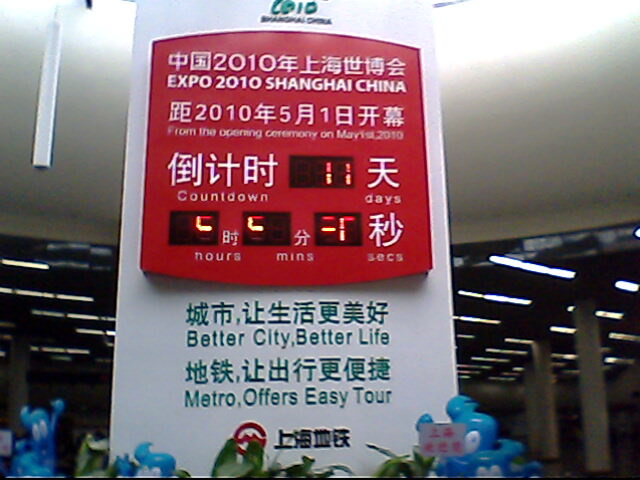 2010
SHANGHAI CHINA
中国2010年上海世博会
EXPO 2010 SHANGHAI CHINA
距2010年5月1日开幕
From the opening ceremony on May1st,2010
倒计时 11 天
Countdown days
时 分 秒
hours mins secs
城市,让生活更美好
Better City,Better Life
地铁,让出行更便捷
Metro,Offers Easy Tour
上海地铁
上海